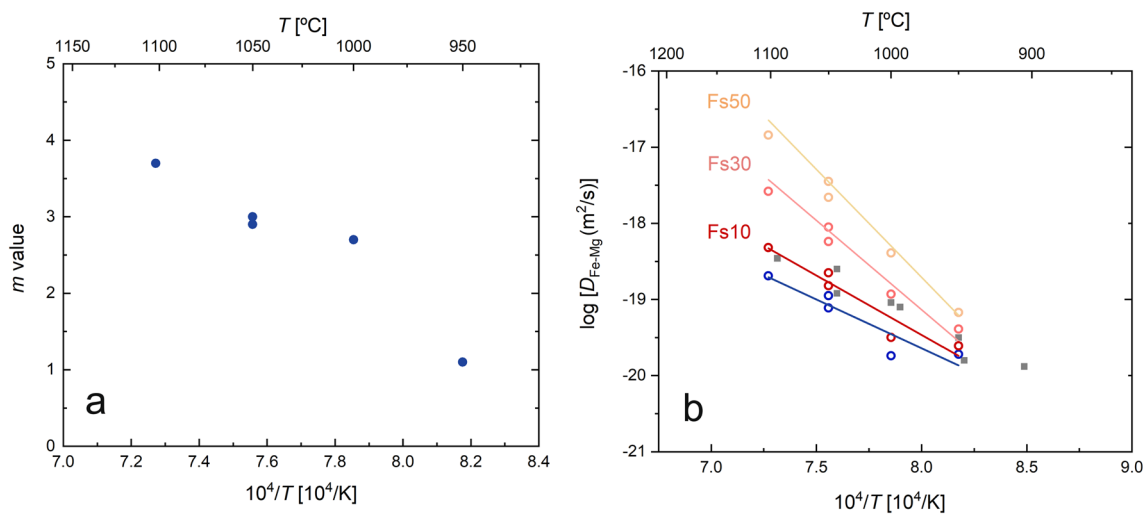 T [ºC]
1150 1100 1050 1000 950
5
4
3
2
1
0
m value
a
7.0 7.2 7.4 7.6 7.8 8.0 8.2 8.4
10⁴/T [10⁴/K]
T [ºC]
1200 1100 1000 900
-16
-17
-18
-19
-20
-21
log [D_Fe-Mg (m²/s)]
Fs50
Fs30
Fs10
b
7.0 7.5 8.0 8.5 9.0
10⁴/T [10⁴/K]